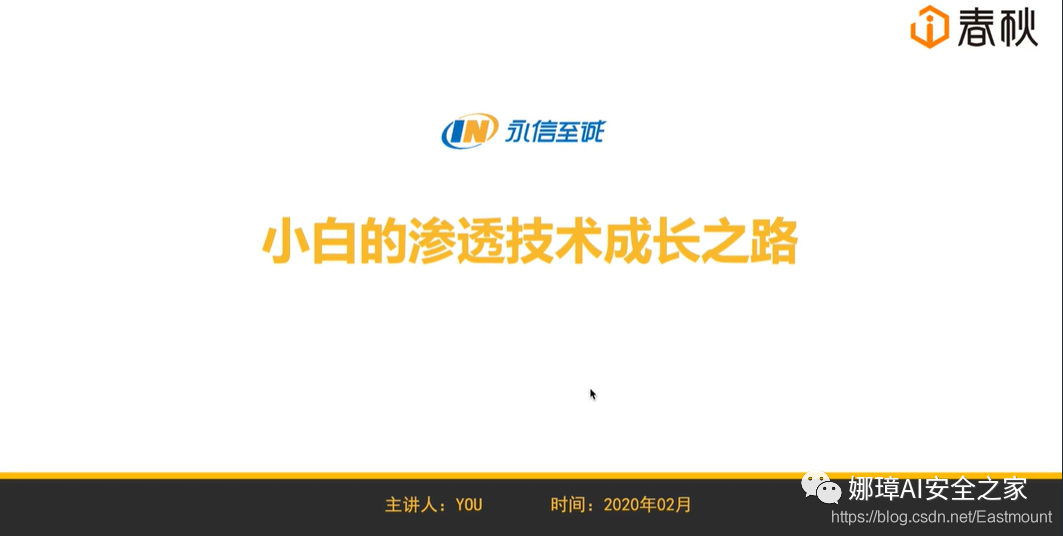 i春秋
IN 永信至诚
小白的渗透技术成长之路
主讲人：YOU 时间：2020年02月
娜璋AI安全之家
https://blog.csdn.net/Eastmount